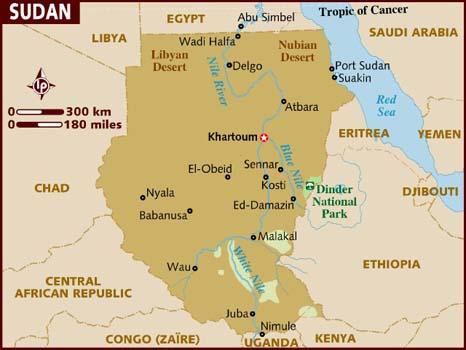 SUDAN
EGYPT
Abu Simbel
Tropic of Cancer
LIBYA
Wadi Halfa
SAUDI ARABIA
Libyan
Desert
Nubian
Desert
Delgo
Nile River
Port Sudan
Suakin
LP
0 300 km
0 180 miles
Atbara
Red
Sea
Khartoum
ERITREA
YEMEN
Sennar
Blue Nile
El-Obeid
Kosti
CHAD
Nyala
Dinder
National
Park
DJIBOUTI
Babanusa
Ed-Damazin
Malakal
Wau
White Nile
ETHIOPIA
CENTRAL
AFRICAN REPUBLIC
Juba
Nimule
CONGO (ZAÏRE)
UGANDA
KENYA